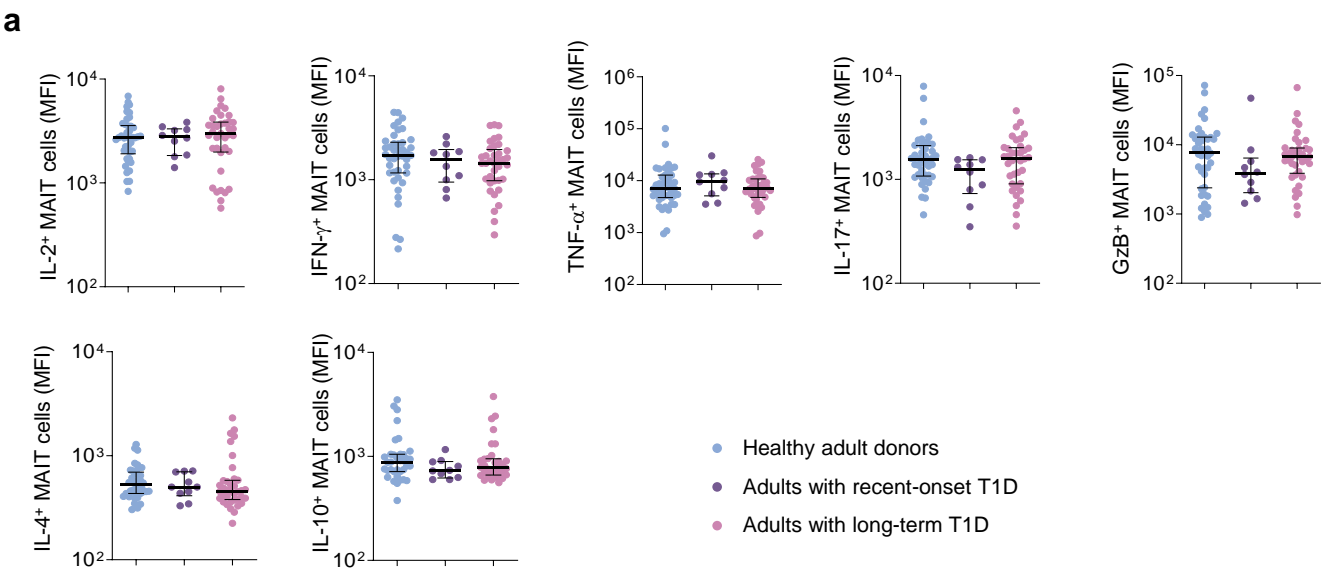 a
IL-2⁺ MAIT cells (MFI)
10⁴
10³
10²
IFN-γ⁺ MAIT cells (MFI)
10⁴
10³
10²
TNF-α⁺ MAIT cells (MFI)
10⁶
10⁵
10⁴
10³
10²
IL-17⁺ MAIT cells (MFI)
10⁴
10³
10²
GzB⁺ MAIT cells (MFI)
10⁵
10⁴
10³
10²
IL-4⁺ MAIT cells (MFI)
10⁴
10³
10²
IL-10⁺ MAIT cells (MFI)
10⁴
10³
10²
Healthy adult donors
Adults with recent-onset T1D
Adults with long-term T1D